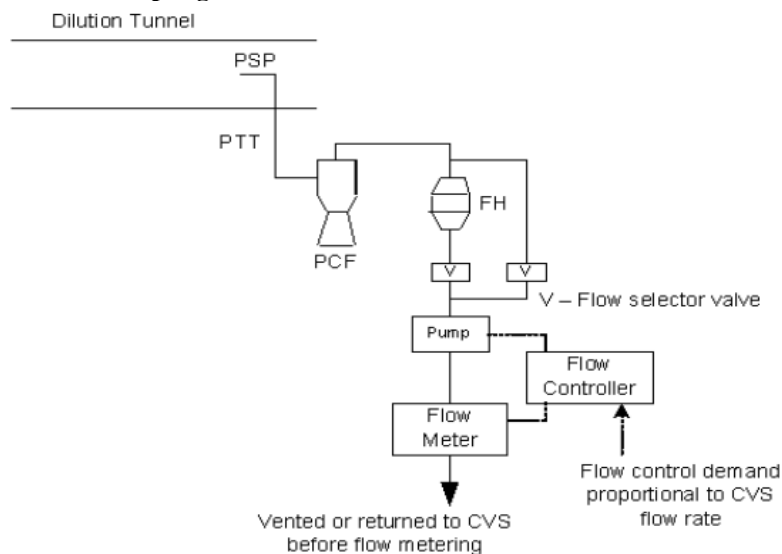 Dilution Tunnel
PSP
PTT
FH
PCF
V
V
V – Flow selector valve
Pump
Flow
Controller
Flow
Meter
Flow control demand
proportional to CVS
flow rate
Vented or returned to CVS
before flow metering